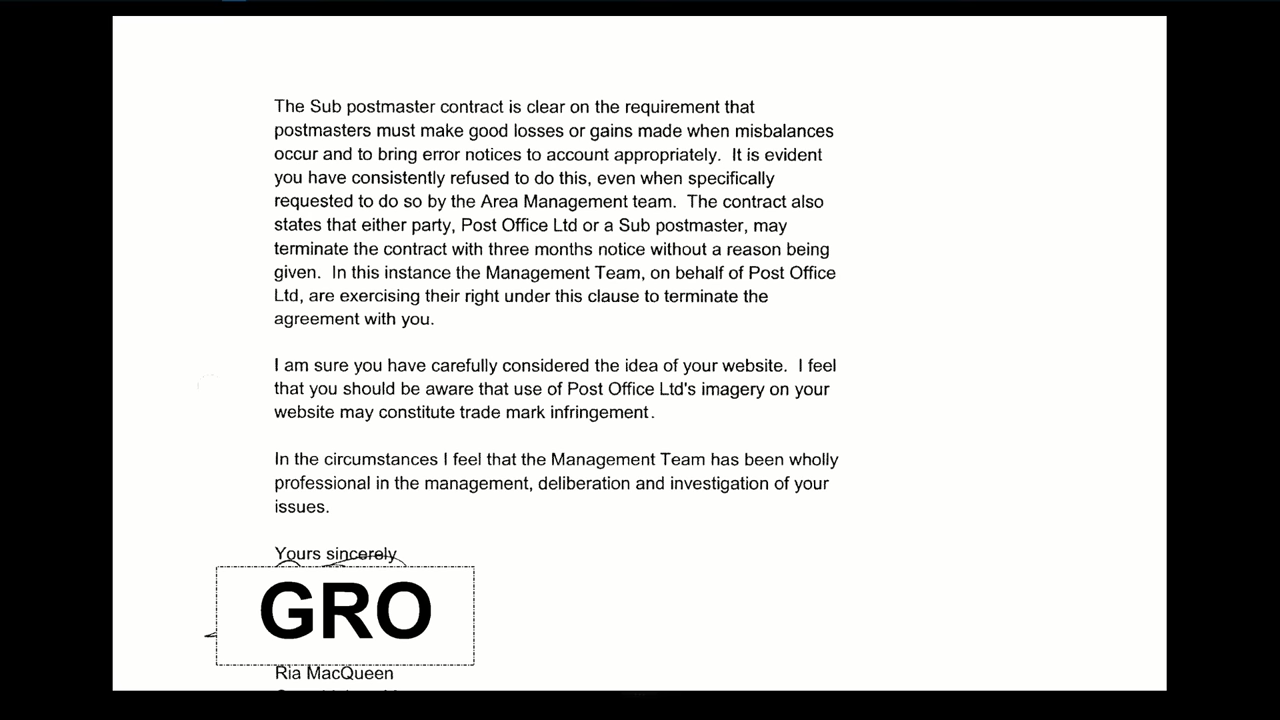 The Sub postmaster contract is clear on the requirement that
postmasters must make good losses or gains made when misbalances
occur and to bring error notices to account appropriately.  It is evident
you have consistently refused to do this, even when specifically
requested to do so by the Area Management team.  The contract also
states that either party, Post Office Ltd or a Sub postmaster, may
terminate the contract with three months notice without a reason being
given.  In this instance the Management Team, on behalf of Post Office
Ltd, are exercising their right under this clause to terminate the
agreement with you.
I am sure you have carefully considered the idea of your website.  I feel
that you should be aware that use of Post Office Ltd's imagery on your
website may constitute trade mark infringement.
In the circumstances I feel that the Management Team has been wholly
professional in the management, deliberation and investigation of your
issues.
Yours sincerely
GRO
Ria MacQueen